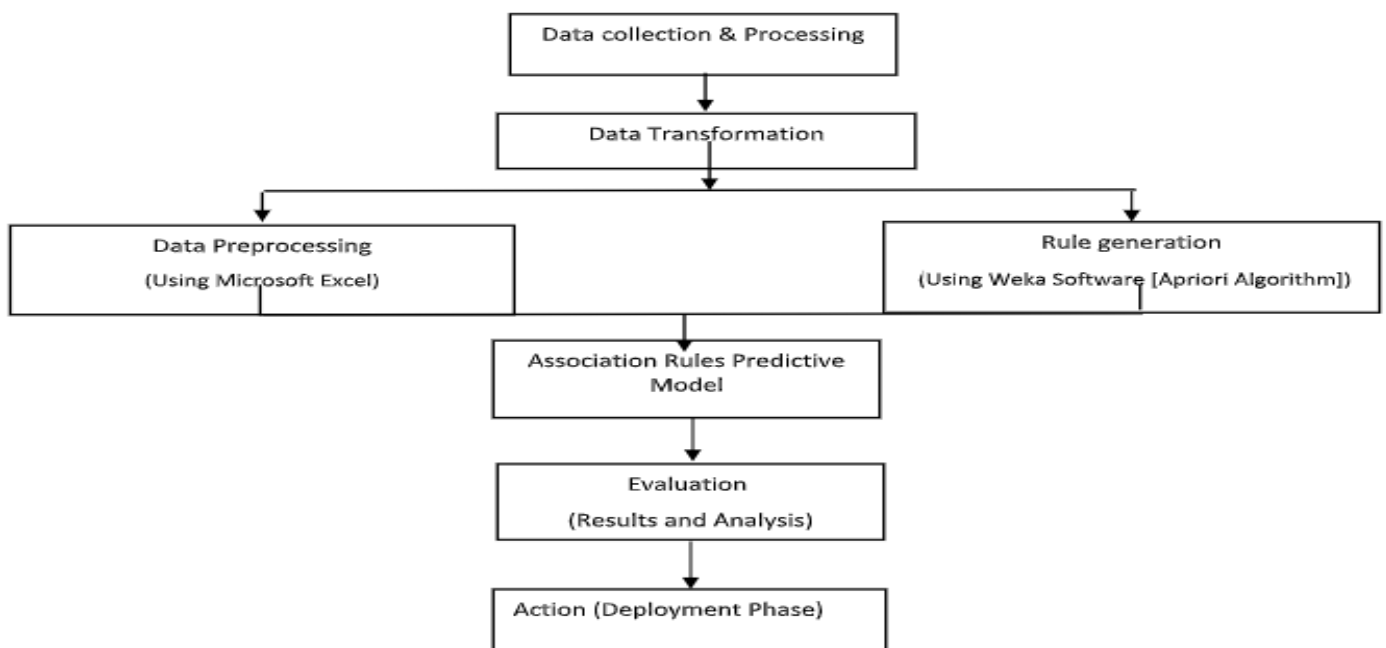 Data collection & Processing
Data Transformation
Data Preprocessing
(Using Microsoft Excel)
Rule generation
(Using Weka Software [Apriori Algorithm])
Association Rules Predictive
Model
Evaluation
(Results and Analysis)
Action (Deployment Phase)